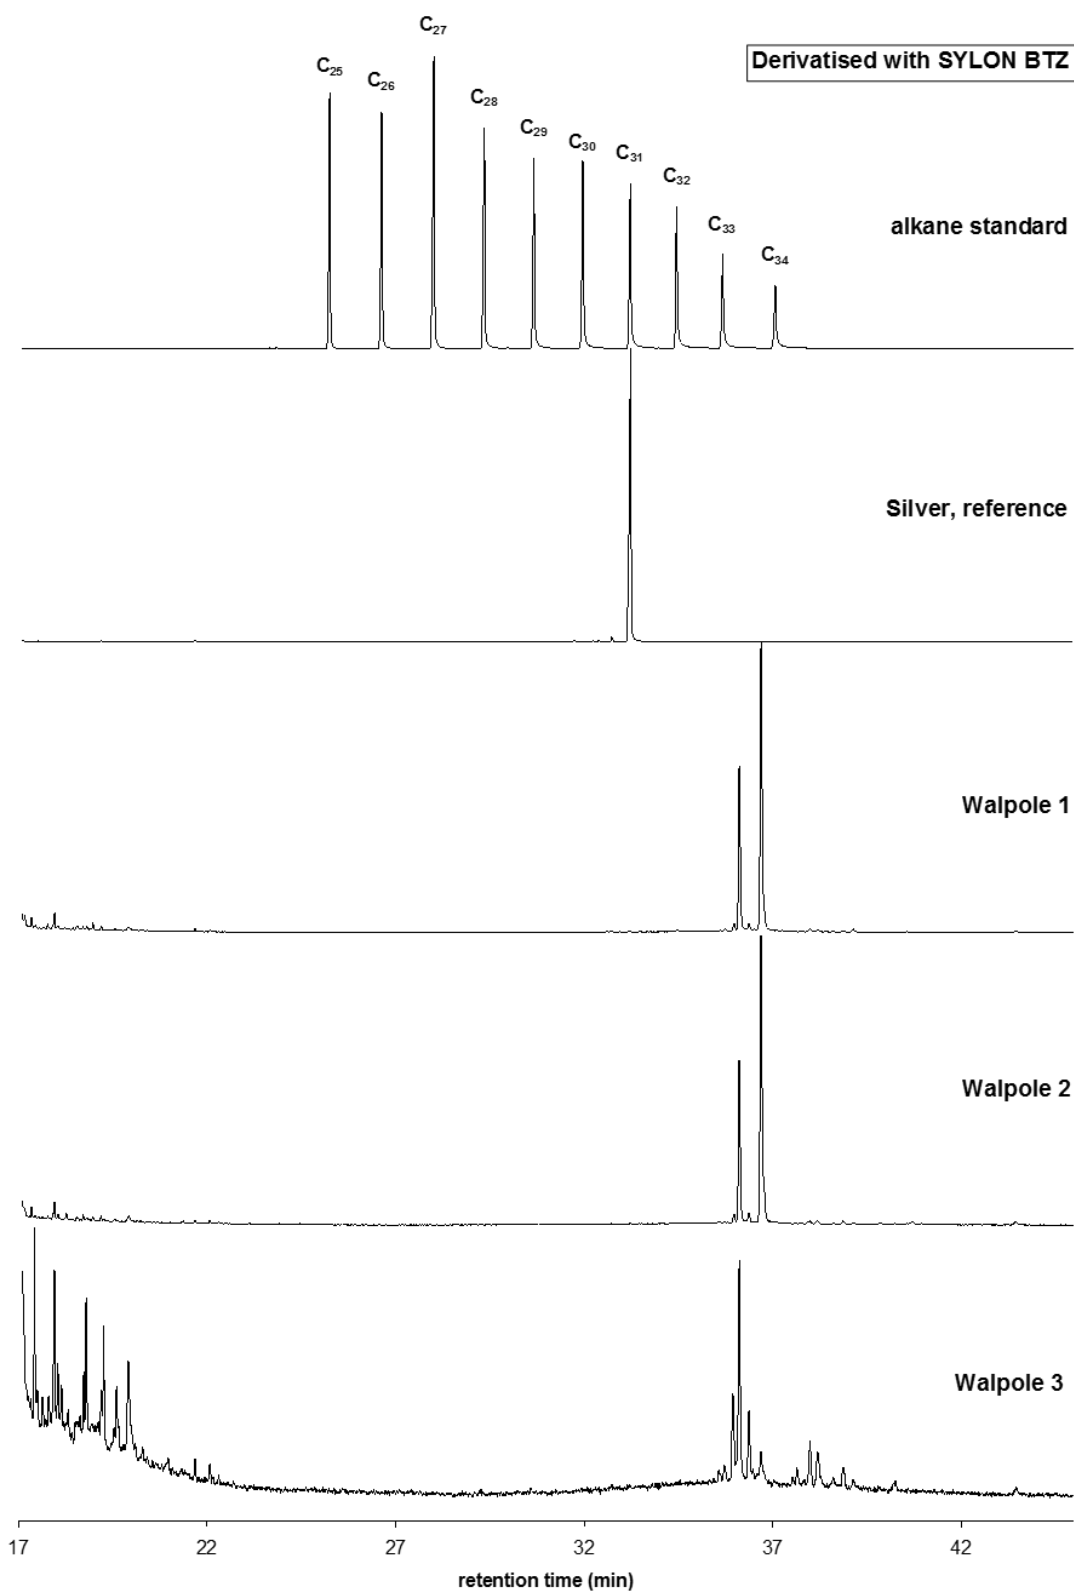 C27
Derivatised with SYLON BTZ
C25
C26
C28
C29
C30
C31
C32
C33
C34
alkane standard
Silver, reference
Walpole 1
Walpole 2
Walpole 3
17 22 27 32 37 42
retention time (min)